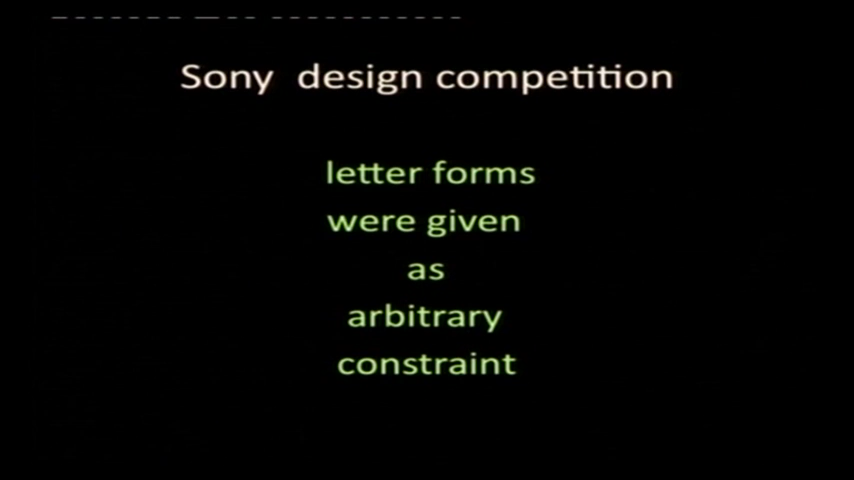 Sony design competition
letter forms
were given
as
arbitrary
constraint